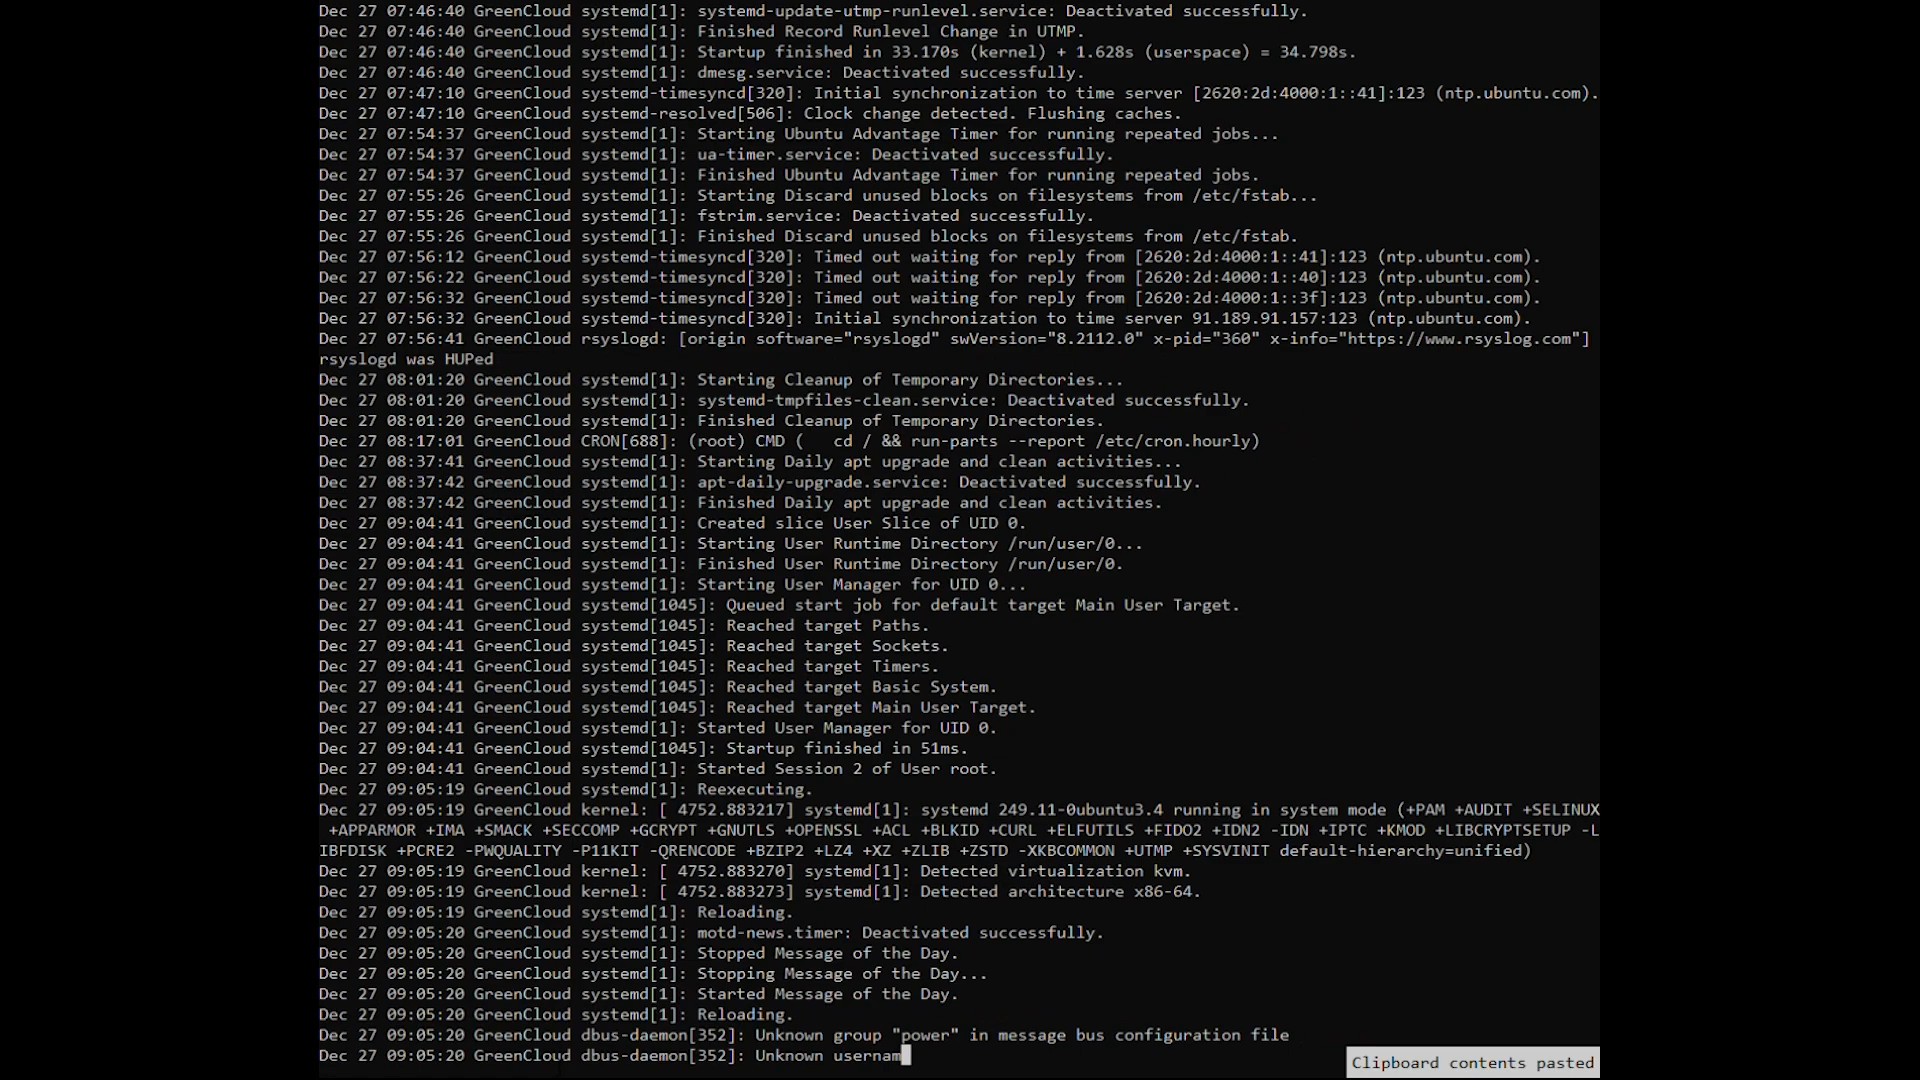 Dec 27 07:46:40 GreenCloud systemd[1]: systemd-update-utmp-runlevel.service: Deactivated successfully.
Dec 27 07:46:40 GreenCloud systemd[1]: Finished Record Runlevel Change in UTMP.
Dec 27 07:46:40 GreenCloud systemd[1]: Startup finished in 33.170s (kernel) + 1.628s (userspace) = 34.798s.
Dec 27 07:46:40 GreenCloud systemd[1]: dmesg.service: Deactivated successfully.
Dec 27 07:47:10 GreenCloud systemd-timesyncd[320]: Initial synchronization to time server [2620:2d:4000:1::41]:123 (ntp.ubuntu.com).
Dec 27 07:47:10 GreenCloud systemd-resolved[506]: Clock change detected. Flushing caches.
Dec 27 07:54:37 GreenCloud systemd[1]: Starting Ubuntu Advantage Timer for running repeated jobs...
Dec 27 07:54:37 GreenCloud systemd[1]: ua-timer.service: Deactivated successfully.
Dec 27 07:54:37 GreenCloud systemd[1]: Finished Ubuntu Advantage Timer for running repeated jobs.
Dec 27 07:55:26 GreenCloud systemd[1]: Starting Discard unused blocks on filesystems from /etc/fstab...
Dec 27 07:55:26 GreenCloud systemd[1]: fstrim.service: Deactivated successfully.
Dec 27 07:55:26 GreenCloud systemd[1]: Finished Discard unused blocks on filesystems from /etc/fstab.
Dec 27 07:56:12 GreenCloud systemd-timesyncd[320]: Timed out waiting for reply from [2620:2d:4000:1::41]:123 (ntp.ubuntu.com).
Dec 27 07:56:22 GreenCloud systemd-timesyncd[320]: Timed out waiting for reply from [2620:2d:4000:1::40]:123 (ntp.ubuntu.com).
Dec 27 07:56:32 GreenCloud systemd-timesyncd[320]: Timed out waiting for reply from [2620:2d:4000:1::3f]:123 (ntp.ubuntu.com).
Dec 27 07:56:32 GreenCloud systemd-timesyncd[320]: Initial synchronization to time server 91.189.91.157:123 (ntp.ubuntu.com).
Dec 27 07:56:41 GreenCloud rsyslogd: [origin software="rsyslogd" swVersion="8.2112.0" x-pid="360" x-info="https://www.rsyslog.com"]
rsyslogd was HUPed
Dec 27 08:01:20 GreenCloud systemd[1]: Starting Cleanup of Temporary Directories...
Dec 27 08:01:20 GreenCloud systemd[1]: systemd-tmpfiles-clean.service: Deactivated successfully.
Dec 27 08:01:20 GreenCloud systemd[1]: Finished Cleanup of Temporary Directories.
Dec 27 08:17:01 GreenCloud CRON[688]: (root) CMD (   cd / && run-parts --report /etc/cron.hourly)
Dec 27 08:37:41 GreenCloud systemd[1]: Starting Daily apt upgrade and clean activities...
Dec 27 08:37:42 GreenCloud systemd[1]: apt-daily-upgrade.service: Deactivated successfully.
Dec 27 08:37:42 GreenCloud systemd[1]: Finished Daily apt upgrade and clean activities.
Dec 27 09:04:41 GreenCloud systemd[1]: Created slice User Slice of UID 0.
Dec 27 09:04:41 GreenCloud systemd[1]: Starting User Runtime Directory /run/user/0...
Dec 27 09:04:41 GreenCloud systemd[1]: Finished User Runtime Directory /run/user/0.
Dec 27 09:04:41 GreenCloud systemd[1]: Starting User Manager for UID 0...
Dec 27 09:04:41 GreenCloud systemd[1045]: Queued start job for default target Main User Target.
Dec 27 09:04:41 GreenCloud systemd[1045]: Reached target Paths.
Dec 27 09:04:41 GreenCloud systemd[1045]: Reached target Sockets.
Dec 27 09:04:41 GreenCloud systemd[1045]: Reached target Timers.
Dec 27 09:04:41 GreenCloud systemd[1045]: Reached target Basic System.
Dec 27 09:04:41 GreenCloud systemd[1045]: Reached target Main User Target.
Dec 27 09:04:41 GreenCloud systemd[1]: Started User Manager for UID 0.
Dec 27 09:04:41 GreenCloud systemd[1045]: Startup finished in 51ms.
Dec 27 09:04:41 GreenCloud systemd[1]: Started Session 2 of User root.
Dec 27 09:05:19 GreenCloud systemd[1]: Reexecuting.
Dec 27 09:05:19 GreenCloud kernel: [ 4752.883217] systemd[1]: systemd 249.11-0ubuntu3.4 running in system mode (+PAM +AUDIT +SELINUX
+APPARMOR +IMA +SMACK +SECCOMP +GCRYPT +GNUTLS +OPENSSL +ACL +BLKID +CURL +ELFUTILS +FIDO2 +IDN2 -IDN +IPTC +KMOD +LIBCRYPTSETUP -L
IBFDISK +PCRE2 -PWQUALITY -P11KIT -QRENCODE +BZIP2 +LZ4 +XZ +ZLIB +ZSTD -XKBCOMMON +UTMP +SYSVINIT default-hierarchy=unified)
Dec 27 09:05:19 GreenCloud kernel: [ 4752.883270] systemd[1]: Detected virtualization kvm.
Dec 27 09:05:19 GreenCloud kernel: [ 4752.883273] systemd[1]: Detected architecture x86-64.
Dec 27 09:05:19 GreenCloud systemd[1]: Reloading.
Dec 27 09:05:20 GreenCloud systemd[1]: motd-news.timer: Deactivated successfully.
Dec 27 09:05:20 GreenCloud systemd[1]: Stopped Message of the Day.
Dec 27 09:05:20 GreenCloud systemd[1]: Stopping Message of the Day...
Dec 27 09:05:20 GreenCloud systemd[1]: Started Message of the Day.
Dec 27 09:05:20 GreenCloud systemd[1]: Reloading.
Dec 27 09:05:20 GreenCloud dbus-daemon[352]: Unknown group "power" in message bus configuration file
Dec 27 09:05:20 GreenCloud dbus-daemon[352]: Unknown usernam
Clipboard contents pasted